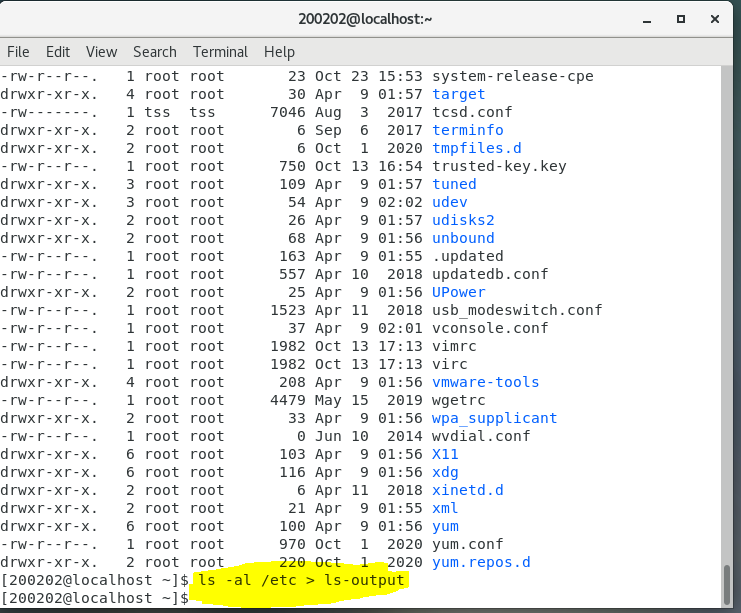 200202@localhost:~
File Edit View Search Terminal Help
-rw-r--r--. 1 root root 23 Oct 23 15:53 system-release-cpe
drwxr-xr-x. 4 root root 30 Apr 9 01:57 target
-rw-------. 1 tss tss 7046 Aug 3 2017 tcsd.conf
drwxr-xr-x. 2 root root 6 Sep 6 2017 terminfo
drwxr-xr-x. 2 root root 6 Oct 1 2020 tmpfiles.d
-rw-r--r--. 1 root root 750 Oct 13 16:54 trusted-key.key
drwxr-xr-x. 3 root root 109 Apr 9 01:57 tuned
drwxr-xr-x. 3 root root 54 Apr 9 02:02 udev
drwxr-xr-x. 2 root root 26 Apr 9 01:57 udisks2
drwxr-xr-x. 2 root root 68 Apr 9 01:56 unbound
-rw-r--r--. 1 root root 163 Apr 9 01:55 .updated
-rw-r--r--. 1 root root 557 Apr 10 2018 updatedb.conf
drwxr-xr-x. 2 root root 25 Apr 9 01:56 UPower
-rw-r--r--. 1 root root 1523 Apr 11 2018 usb_modeswitch.conf
-rw-r--r--. 1 root root 37 Apr 9 02:01 vconsole.conf
-rw-r--r--. 1 root root 1982 Oct 13 17:13 vimrc
-rw-r--r--. 1 root root 1982 Oct 13 17:13 virc
drwxr-xr-x. 4 root root 208 Apr 9 01:56 vmware-tools
-rw-r--r--. 1 root root 4479 May 15 2019 wgetrc
drwxr-xr-x. 2 root root 33 Apr 9 01:56 wpa_supplicant
-rw-r--r--. 1 root root 0 Jun 10 2014 wvdial.conf
drwxr-xr-x. 6 root root 103 Apr 9 01:56 X11
drwxr-xr-x. 6 root root 116 Apr 9 01:56 xdg
drwxr-xr-x. 2 root root 6 Apr 11 2018 xinetd.d
drwxr-xr-x. 2 root root 21 Apr 9 01:55 xml
drwxr-xr-x. 6 root root 100 Apr 9 01:56 yum
-rw-r--r--. 1 root root 970 Oct 1 2020 yum.conf
drwxr-xr-x. 2 root root 220 Oct 1 2020 yum.repos.d
[200202@localhost ~]$ ls -al /etc > ls-output
[200202@localhost ~]$